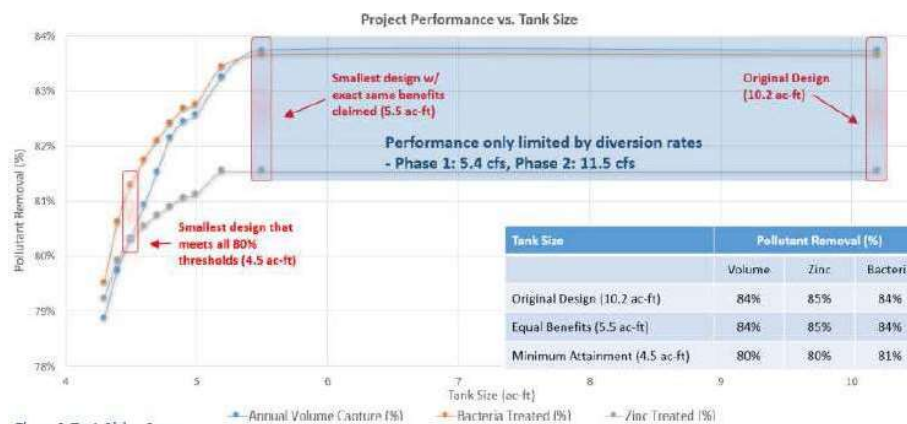 Project Performance vs. Tank Size
84%
83%
82%
81%
80%
79%
78%
Pollutant Removal (%)
Smallest design w/
exact same benefits
claimed (5.5 ac-ft)
Original Design
(10.2 ac-ft)
Performance only limited by diversion rates
- Phase 1: 5.4 cfs, Phase 2: 11.5 cfs
Smallest design that
meets all 80%
thresholds (4.5 ac-ft)
Tank Size Pollutant Removal (%)
Volume Zinc Bacteri
Original Design (10.2 ac-ft) 84% 85% 84%
Equal Benefits (5.5 ac-ft) 84% 85% 84%
Minimum Attainment (4.5 ac-ft) 80% 80% 81%
4 5 6 7 8 9 10
Tank Size (ac-ft)
Annual Volume Capture (%) Bacteria Treated (%) Zinc Treated (%)